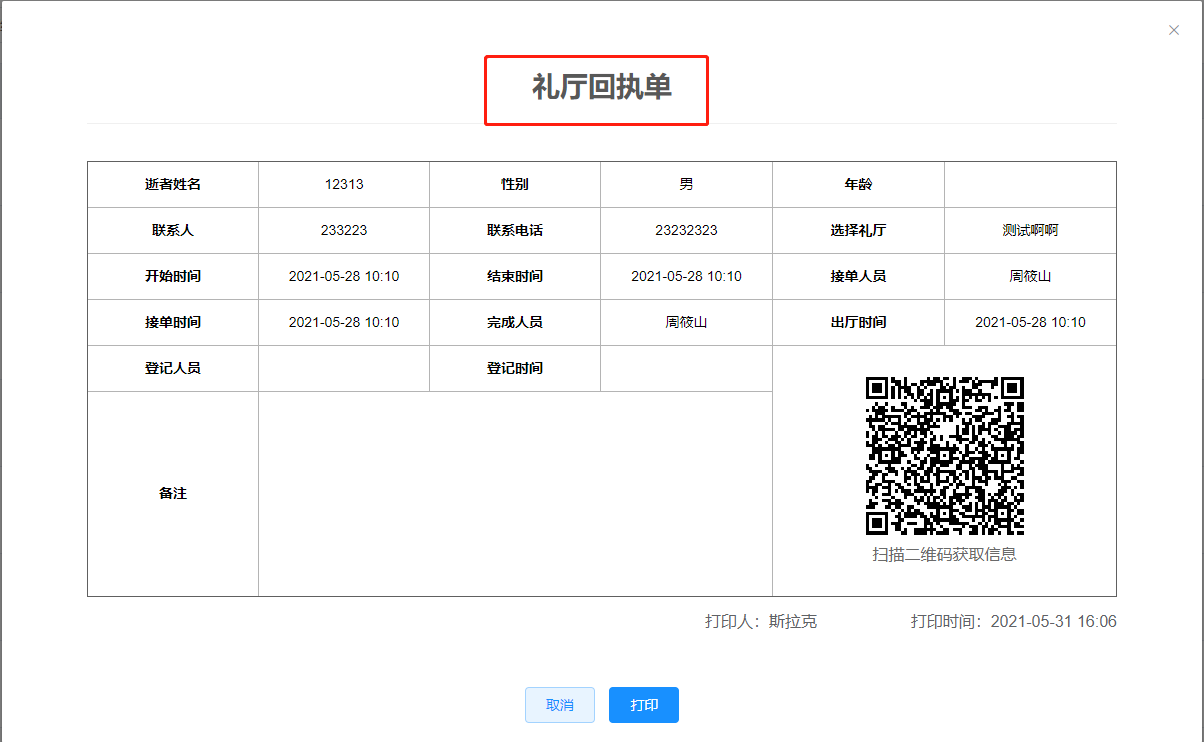 礼厅回执单
逝者姓名 12313 性别 男 年龄
联系人 233223 联系电话 23232323 选择礼厅 测试啊啊
开始时间 2021-05-28 10:10 结束时间 2021-05-28 10:10 接单人员 周筱山
接单时间 2021-05-28 10:10 完成人员 周筱山 出厅时间 2021-05-28 10:10
登记人员 登记时间
备注
扫描二维码获取信息
打印人：斯拉克 打印时间：2021-05-31 16:06
取消 打印